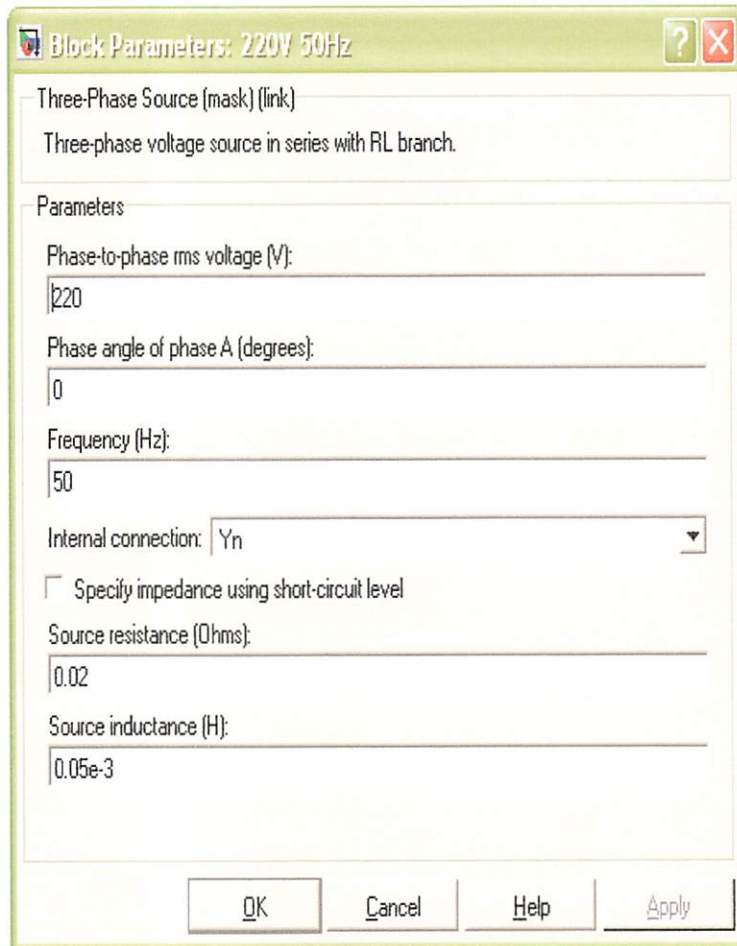 Block Parameters: 220V 50Hz
Three-Phase Source (mask) (link)
Three-phase voltage source in series with RL branch.
Parameters
Phase-to-phase rms voltage (V):
220
Phase angle of phase A (degrees):
0
Frequency (Hz):
50
Internal connection: Yn
Specify impedance using short-circuit level
Source resistance (Ohms):
0.02
Source inductance (H):
0.05e-3
OK Cancel Help Apply